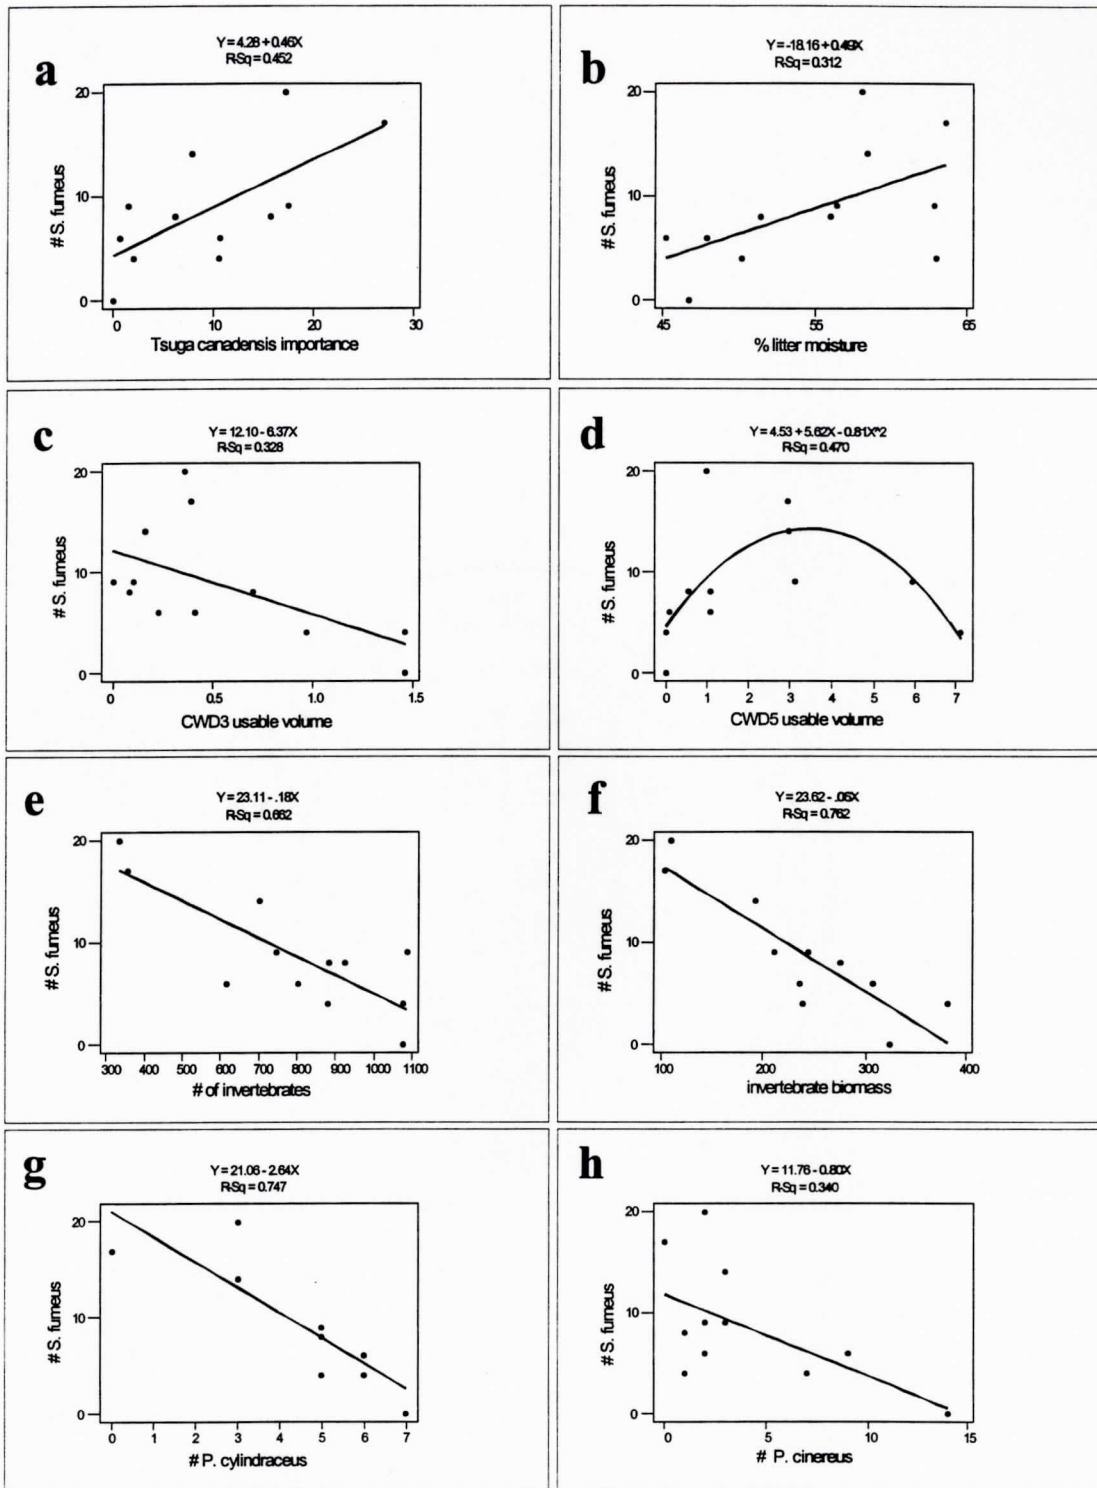 a
Y = 4.28 + 0.46X
R-Sq = 0.452
# S. fumeus
20
10
0
0 10 20 30
Tsuga canadensis importance
b
Y = -18.16 + 0.49X
R-Sq = 0.312
# S. fumeus
20
10
0
45 55 65
% litter moisture
c
Y = 12.10 - 6.37X
R-Sq = 0.328
# S. fumeus
20
10
0
0 0.5 1.0 1.5
CWD3 usable volume
d
Y = 4.53 + 5.62X - 0.81X^2
R-Sq = 0.470
# S. fumeus
20
10
0
0 1 2 3 4 5 6 7
CWD5 usable volume
e
Y = 23.11 - .18X
R-Sq = 0.662
# S. fumeus
20
10
0
300 400 500 600 700 800 900 1000 1100
# of invertebrates
f
Y = 23.62 - .06X
R-Sq = 0.762
# S. fumeus
20
10
0
100 200 300 400
invertebrate biomass
g
Y = 21.06 - 2.64X
R-Sq = 0.747
# S. fumeus
20
10
0
0 1 2 3 4 5 6 7
# P. cylindraceus
h
Y = 11.76 - 0.80X
R-Sq = 0.340
# S. fumeus
20
10
0
0 5 10 15
# P. cinereus